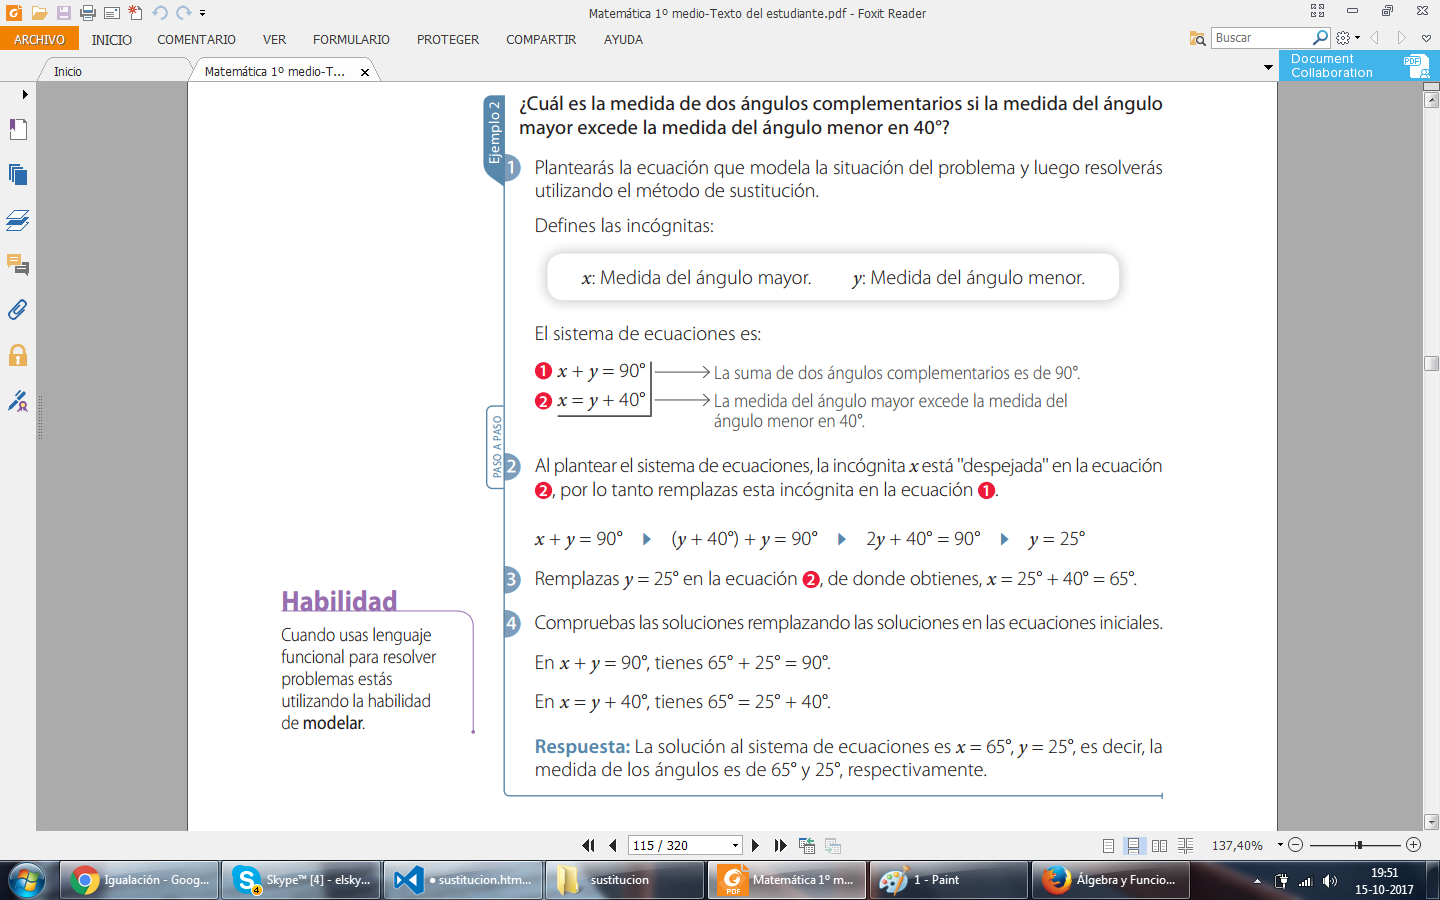 Matemática 1º medio-Texto del estudiante.pdf - Foxit Reader
ARCHIVO INICIO COMENTARIO VER FORMULARIO PROTEGER COMPARTIR AYUDA
Buscar
Inicio
Matemática 1º medio-T... x
Document
Collaboration
PDF
Ejemplo 2
¿Cuál es la medida de dos ángulos complementarios si la medida del ángulo
mayor excede la medida del ángulo menor en 40°?
1 Plantearás la ecuación que modela la situación del problema y luego resolverás
utilizando el método de sustitución.
Defines las incógnitas:
x: Medida del ángulo mayor. y: Medida del ángulo menor.
El sistema de ecuaciones es:
1 x + y = 90° La suma de dos ángulos complementarios es de 90°.
2 x = y + 40° La medida del ángulo mayor excede la medida del
ángulo menor en 40°.
PASO A PASO
2 Al plantear el sistema de ecuaciones, la incógnita x está "despejada" en la ecuación
2, por lo tanto remplazas esta incógnita en la ecuación 1.
x + y = 90° (y + 40°) + y = 90° 2y + 40° = 90° y = 25°
3 Remplazas y = 25° en la ecuación 2, de donde obtienes, x = 25° + 40° = 65°.
4 Compruebas las soluciones remplazando las soluciones en las ecuaciones iniciales.
En x + y = 90°, tienes 65° + 25° = 90°.
En x = y + 40°, tienes 65° = 25° + 40°.
Respuesta: La solución al sistema de ecuaciones es x = 65°, y = 25°, es decir, la
medida de los ángulos es de 65° y 25°, respectivamente.
Habilidad
Cuando usas lenguaje
funcional para resolver
problemas estás
utilizando la habilidad
de modelar.
115 / 320
137,40%
Igualación - Goog...
4
Skype™ [4] - elsky...
• sustitucion.htm...
sustitucion
PDF
Matemática 1º m...
1 - Paint
Álgebra y Funcio...
19:51
15-10-2017